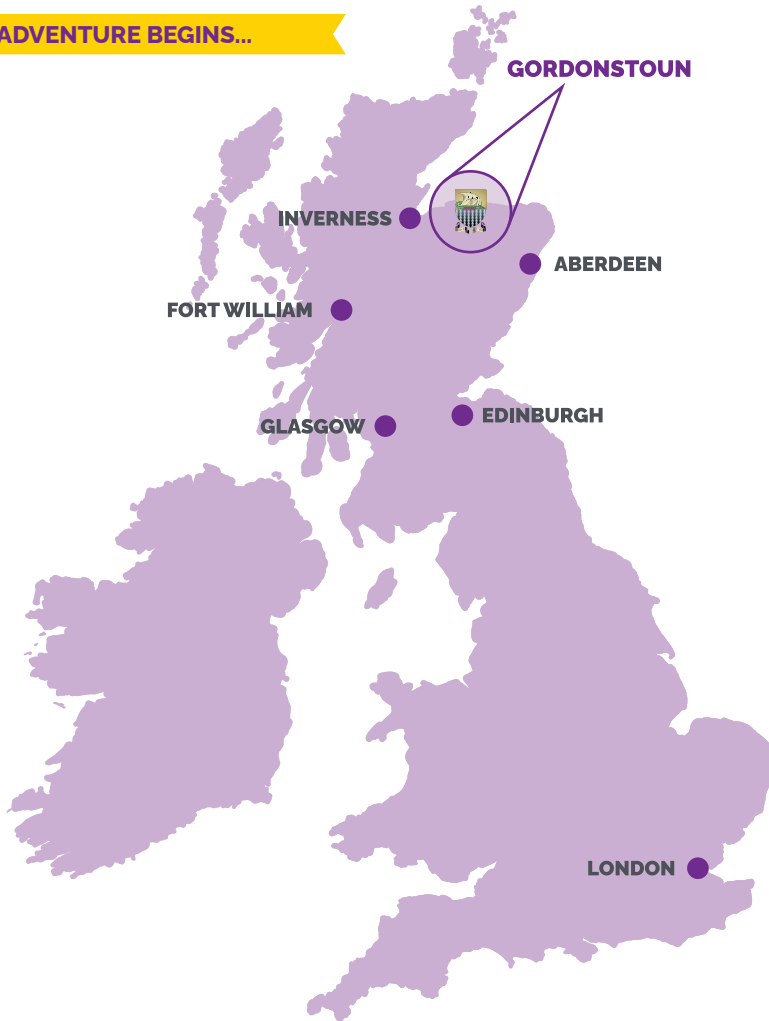 ADVENTURE BEGINS...
GORDONSTOUN
INVERNESS
ABERDEEN
FORT WILLIAM
EDINBURGH
GLASGOW
LONDON